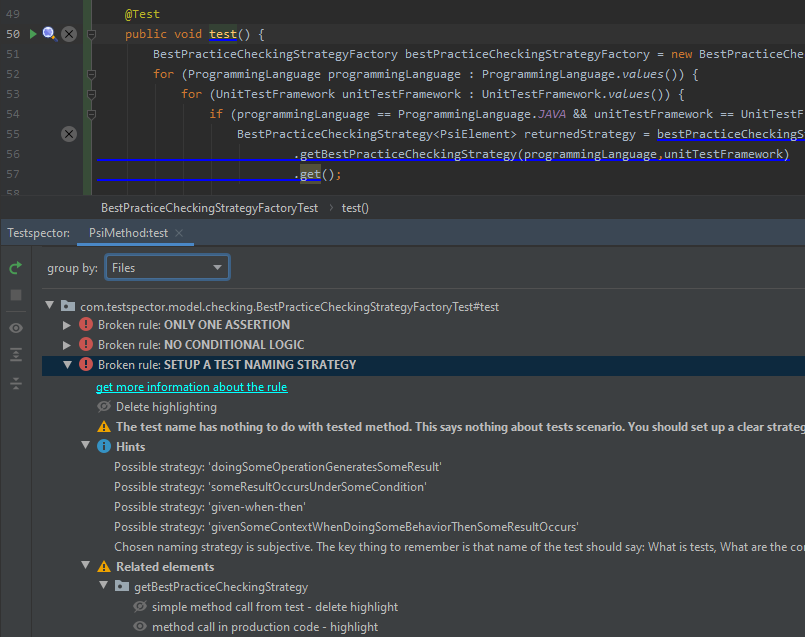 49 @Test
50 public void test() {
51 BestPracticeCheckingStrategyFactory bestPracticeCheckingStrategyFactory = new BestPracticeChec
52 for (ProgrammingLanguage programmingLanguage : ProgrammingLanguage.values()) {
53 for (UnitTestFramework unitTestFramework : UnitTestFramework.values()) {
54 if (programmingLanguage == ProgrammingLanguage.JAVA && unitTestFramework == UnitTestF
55 BestPracticeCheckingStrategy<PsiElement> returnedStrategy = bestPracticeCheckingS
56 .getBestPracticeCheckingStrategy(programmingLanguage,unitTestFramework)
57 .get();
58
BestPracticeCheckingStrategyFactoryTest › test()
Testspector: PsiMethod:test ×
group by: Files
com.testspector.model.checking.BestPracticeCheckingStrategyFactoryTest#test
Broken rule: ONLY ONE ASSERTION
Broken rule: NO CONDITIONAL LOGIC
Broken rule: SETUP A TEST NAMING STRATEGY
get more information about the rule
Delete highlighting
The test name has nothing to do with tested method. This says nothing about tests scenario. You should set up a clear strateg
Hints
Possible strategy: 'doingSomeOperationGeneratesSomeResult'
Possible strategy: 'someResultOccursUnderSomeCondition'
Possible strategy: 'given-when-then'
Possible strategy: 'givenSomeContextWhenDoingSomeBehaviorThenSomeResultOccurs'
Chosen naming strategy is subjective. The key thing to remember is that name of the test should say: What is tests, What are the co
Related elements
getBestPracticeCheckingStrategy
simple method call from test - delete highlight
method call in production code - highlight